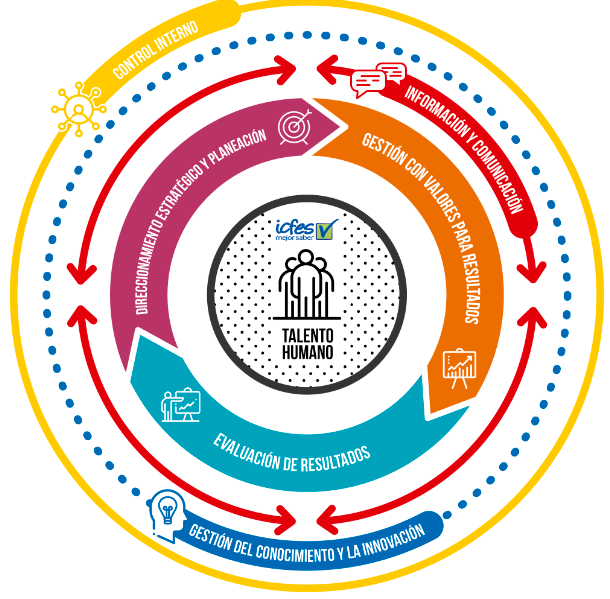 CONTROL INTERNO
INFORMACIÓN Y COMUNICACIÓN
DIRECCIONAMIENTO ESTRATÉGICO Y PLANEACIÓN
GESTIÓN CON VALORES PARA RESULTADOS
icfes
mejor saber
TALENTO
HUMANO
EVALUACIÓN DE RESULTADOS
GESTIÓN DEL CONOCIMIENTO Y LA INNOVACIÓN